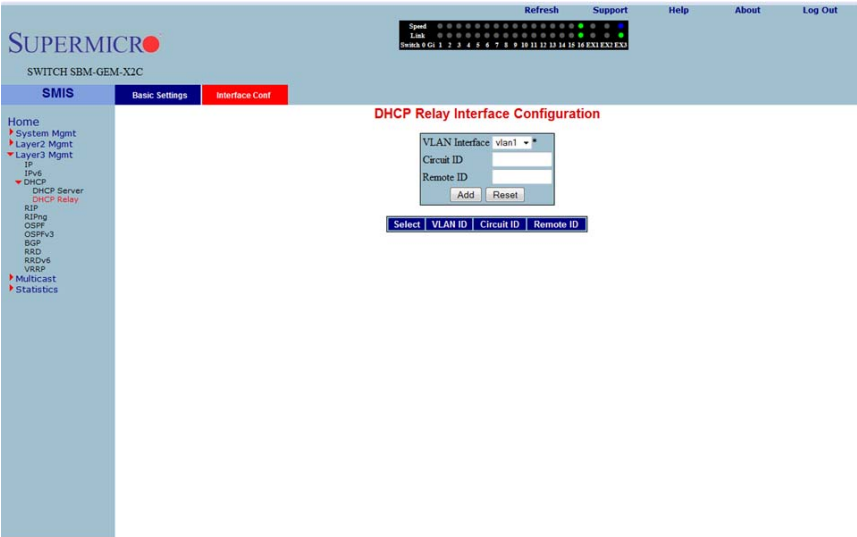 Refresh Support Help About Log Out
Speed
Link
Switch 0 Gi 1 2 3 4 5 6 7 8 9 10 11 12 13 14 15 16 EX1 EX2 EX3
SUPERMICRO
SWITCH SBM-GEM-X2C
SMIS
Basic Settings
Interface Conf
Home
System Mgmt
Layer2 Mgmt
Layer3 Mgmt
IP
IPv6
DHCP
DHCP Server
DHCP Relay
RIP
RIPng
OSPF
OSPFv3
BGP
RRD
RRDv6
VRRP
Multicast
Statistics
DHCP Relay Interface Configuration
VLAN Interface vlan1 *
Circuit ID
Remote ID
Add Reset
Select VLAN ID Circuit ID Remote ID